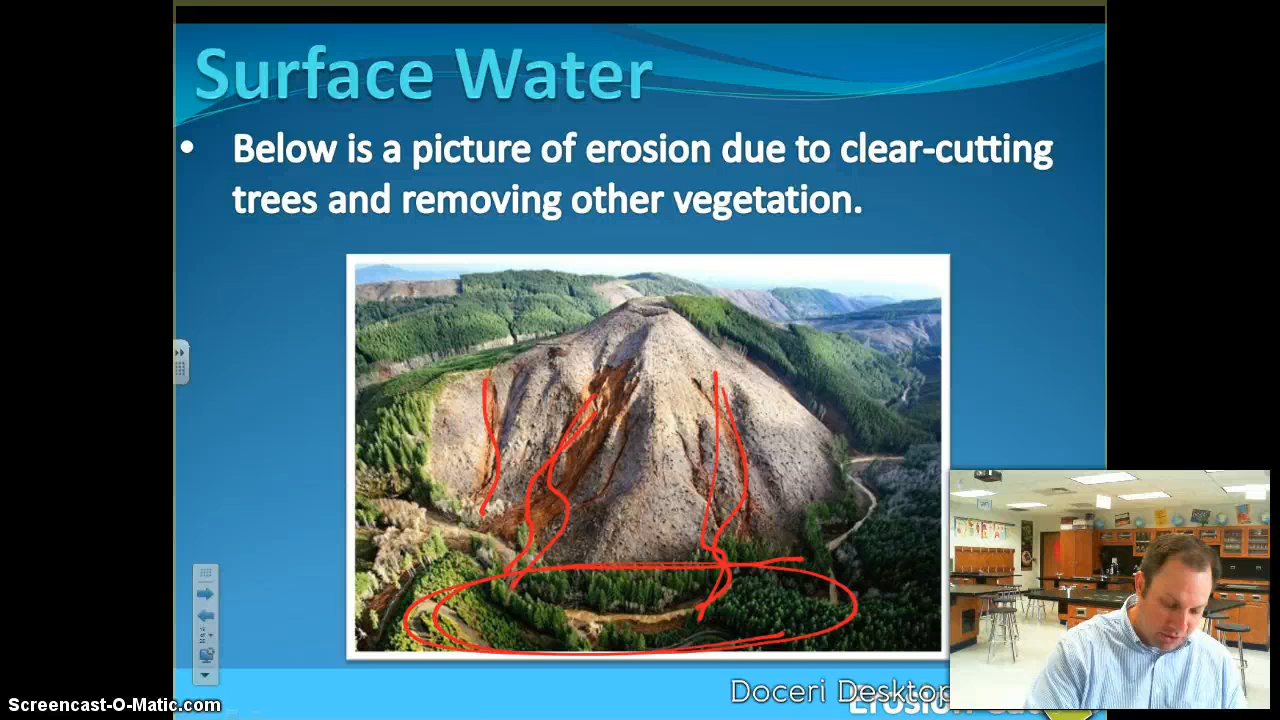 Surface Water
• Below is a picture of erosion due to clear-cutting
trees and removing other vegetation.
Doceri Desktop
Erosion
Screencast-O-Matic.com